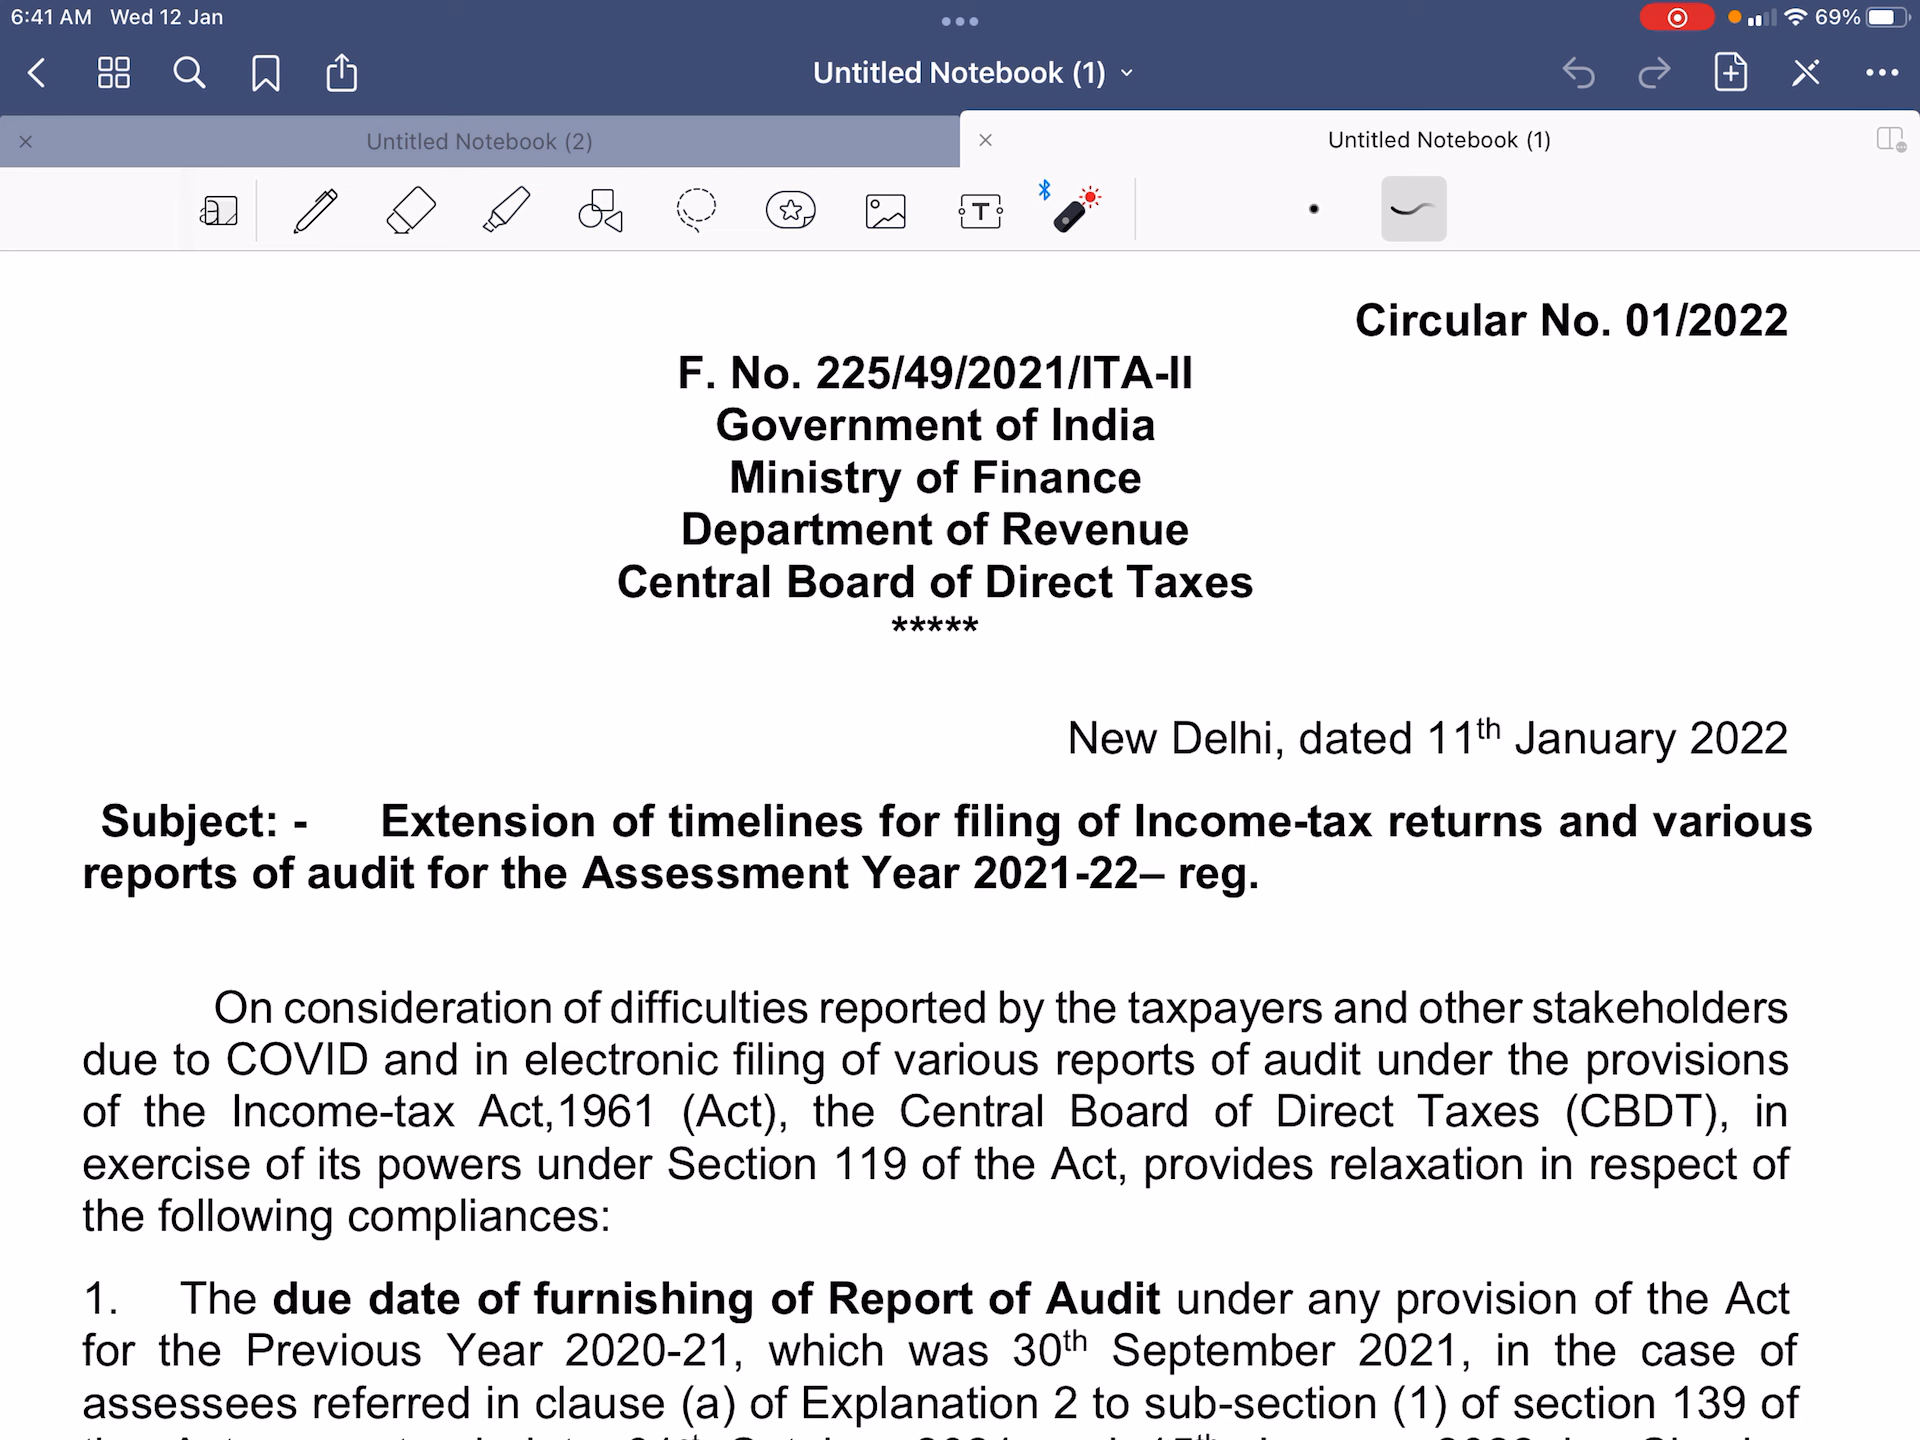 6:41 AM Wed 12 Jan
69%
Untitled Notebook (1)
Untitled Notebook (2)
Untitled Notebook (1)
a
T
Circular No. 01/2022
F. No. 225/49/2021/ITA-II
Government of India
Ministry of Finance
Department of Revenue
Central Board of Direct Taxes
*****
New Delhi, dated 11th January 2022
Subject: - Extension of timelines for filing of Income-tax returns and various
reports of audit for the Assessment Year 2021-22– reg.
On consideration of difficulties reported by the taxpayers and other stakeholders
due to COVID and in electronic filing of various reports of audit under the provisions
of the Income-tax Act,1961 (Act), the Central Board of Direct Taxes (CBDT), in
exercise of its powers under Section 119 of the Act, provides relaxation in respect of
the following compliances:
1. The due date of furnishing of Report of Audit under any provision of the Act
for the Previous Year 2020-21, which was 30th September 2021, in the case of
assessees referred in clause (a) of Explanation 2 to sub-section (1) of section 139 of